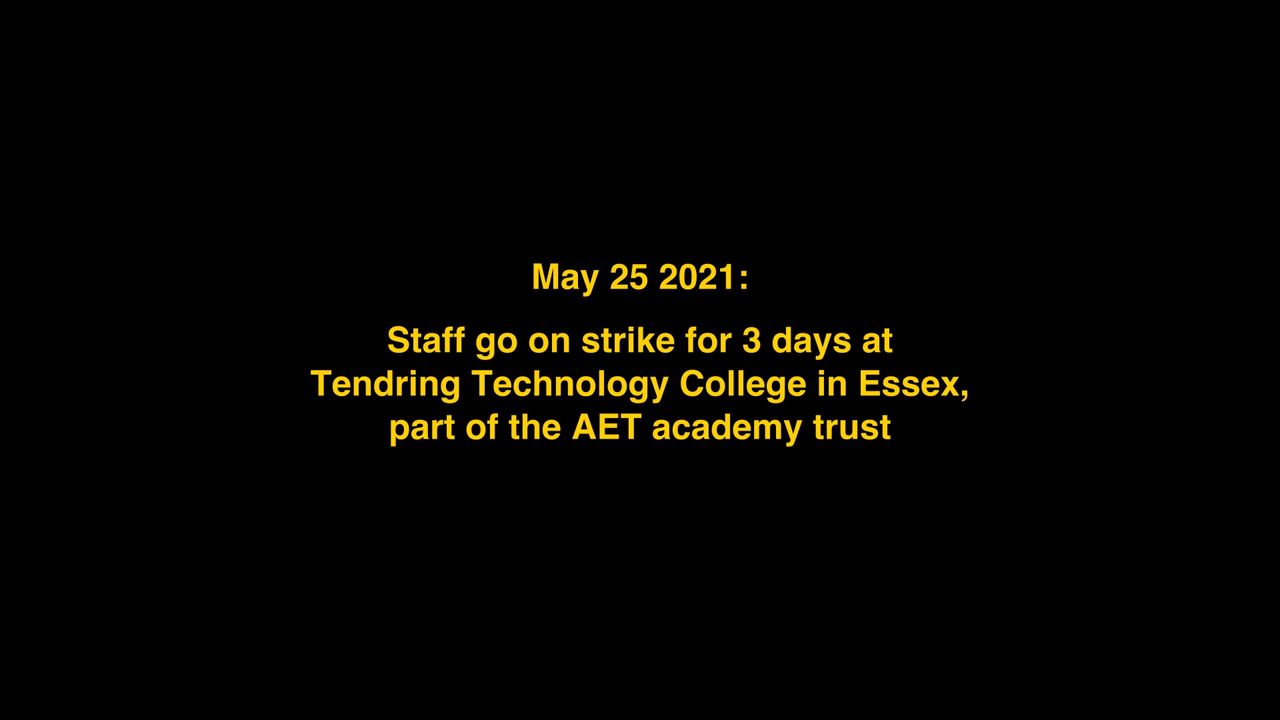 May 25 2021:
Staff go on strike for 3 days at
Tendring Technology College in Essex,
part of the AET academy trust